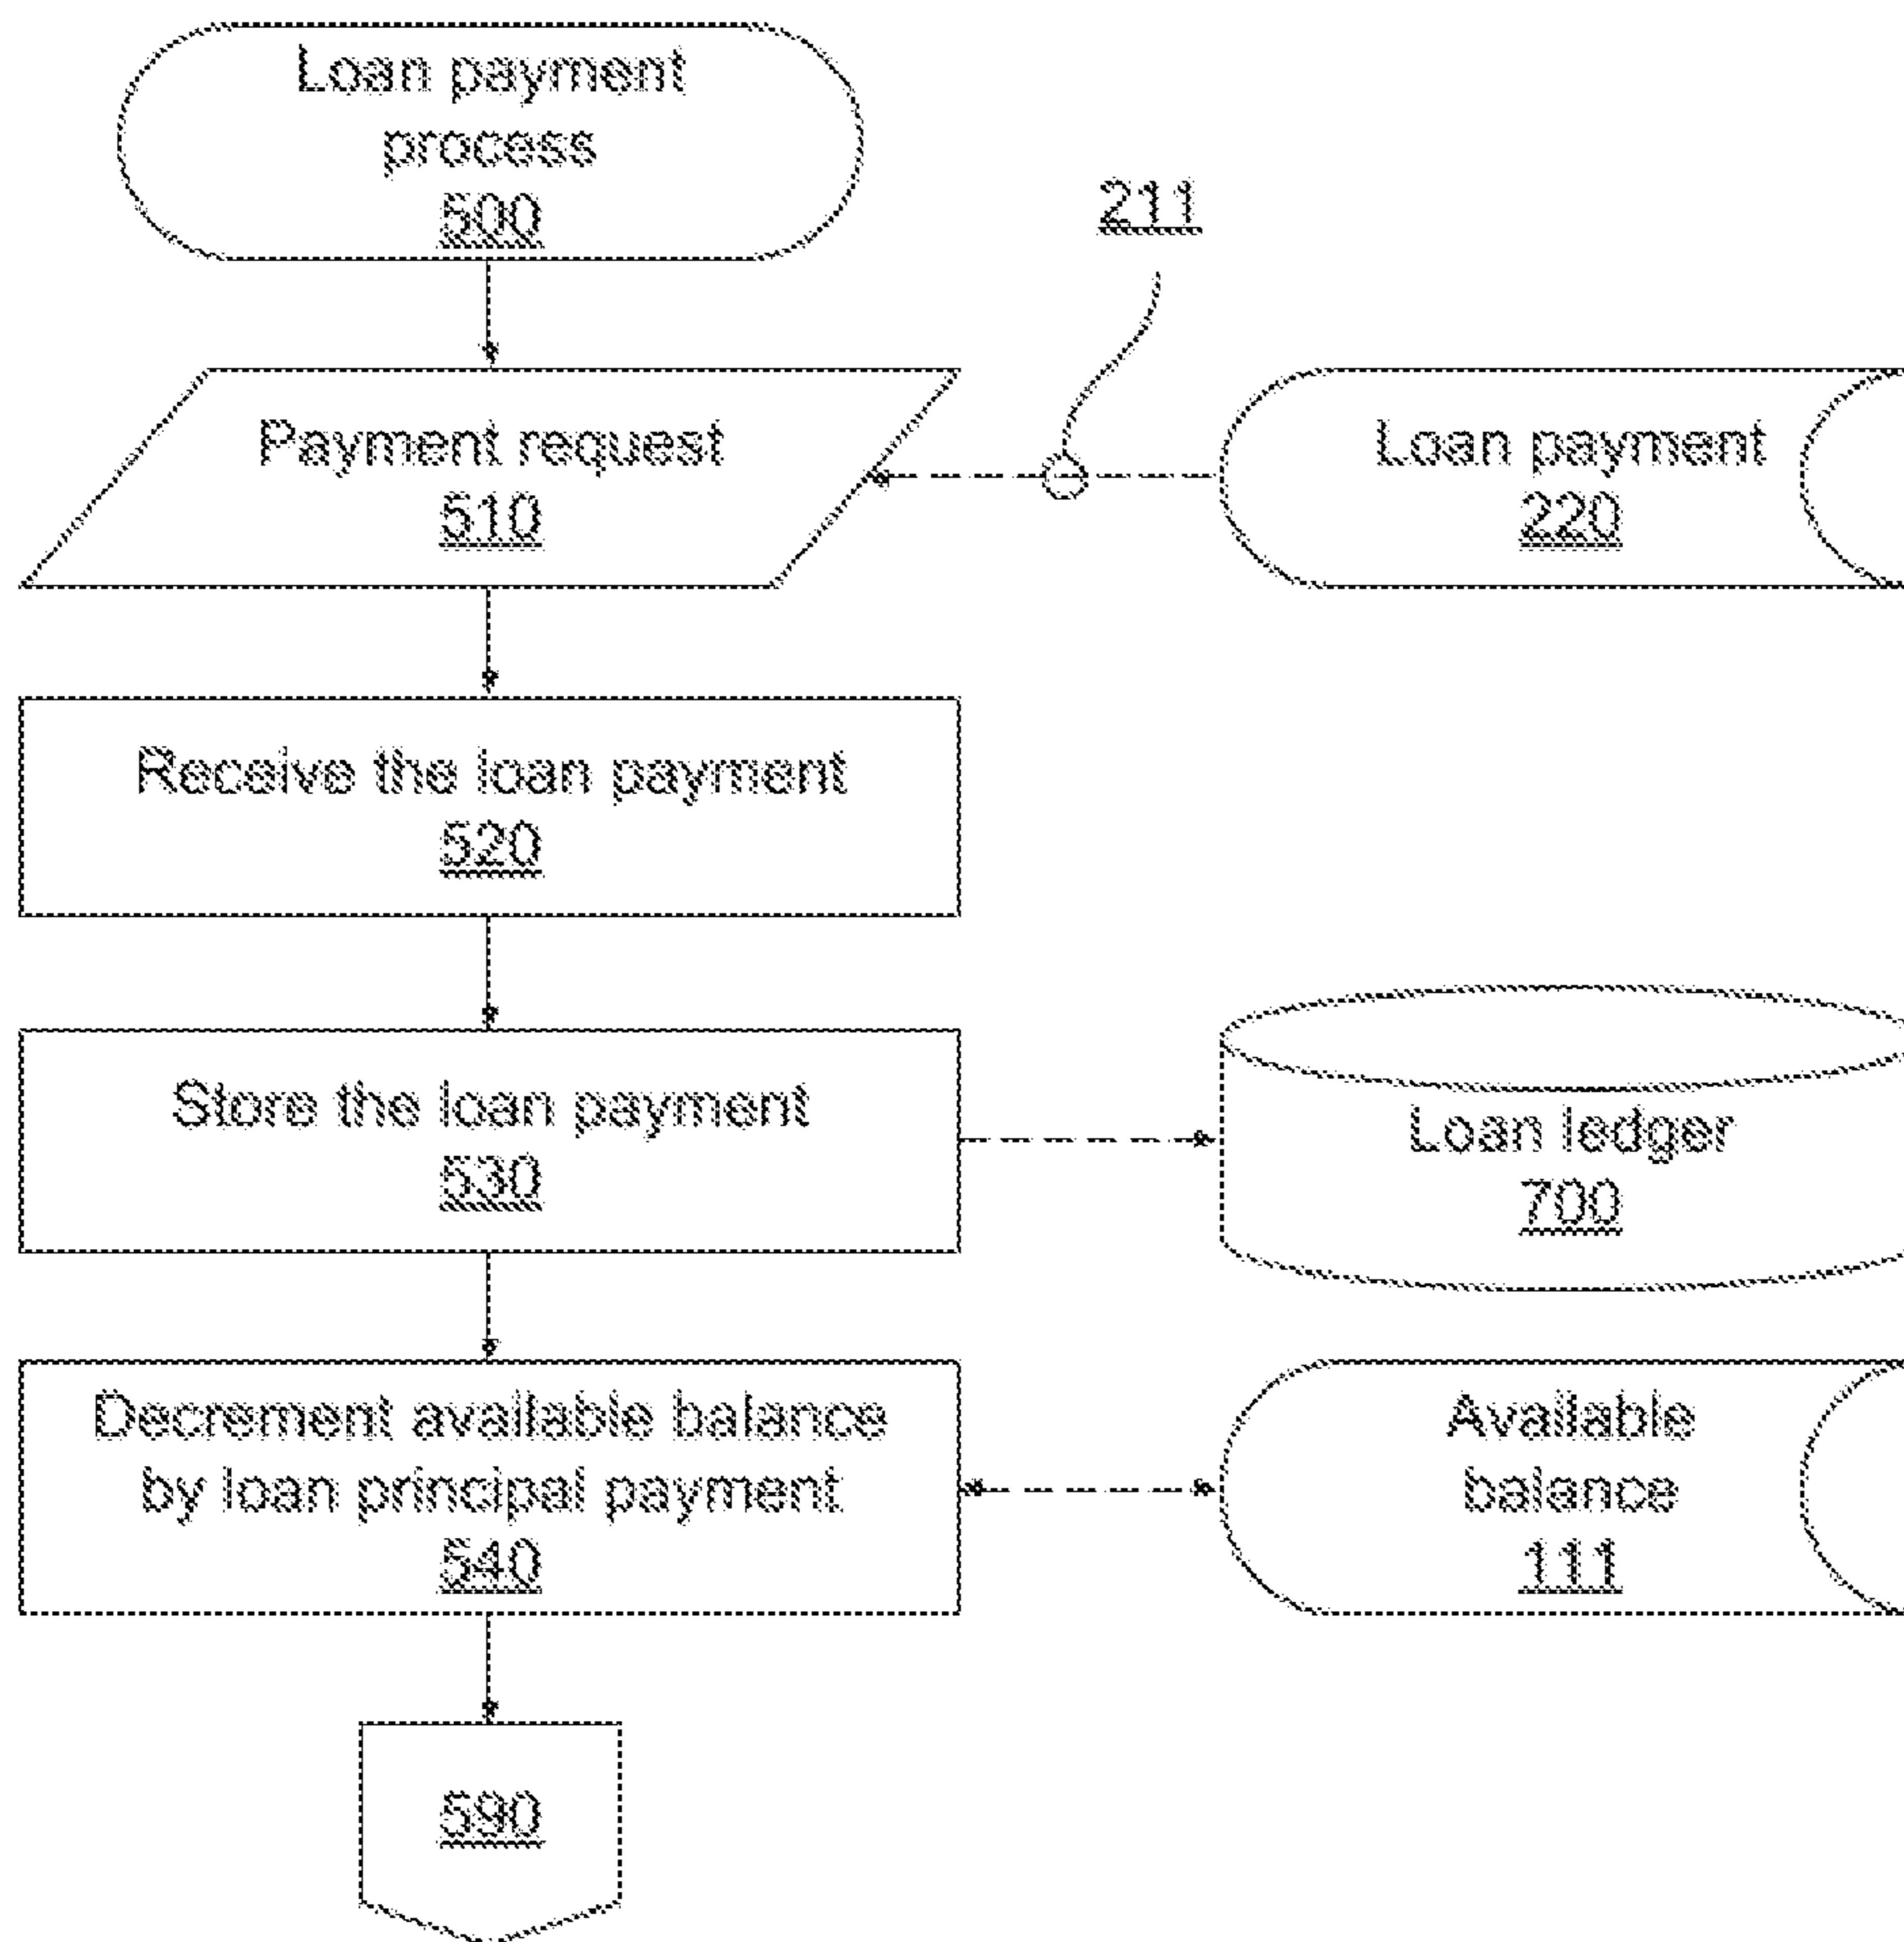 Loan payment
process
500
211
Payment request
510
Loan payment
220
Receive the loan payment
520
Store the loan payment
530
Loan ledger
700
Decrement available balance
by loan principal payment
540
Available
balance
111
590